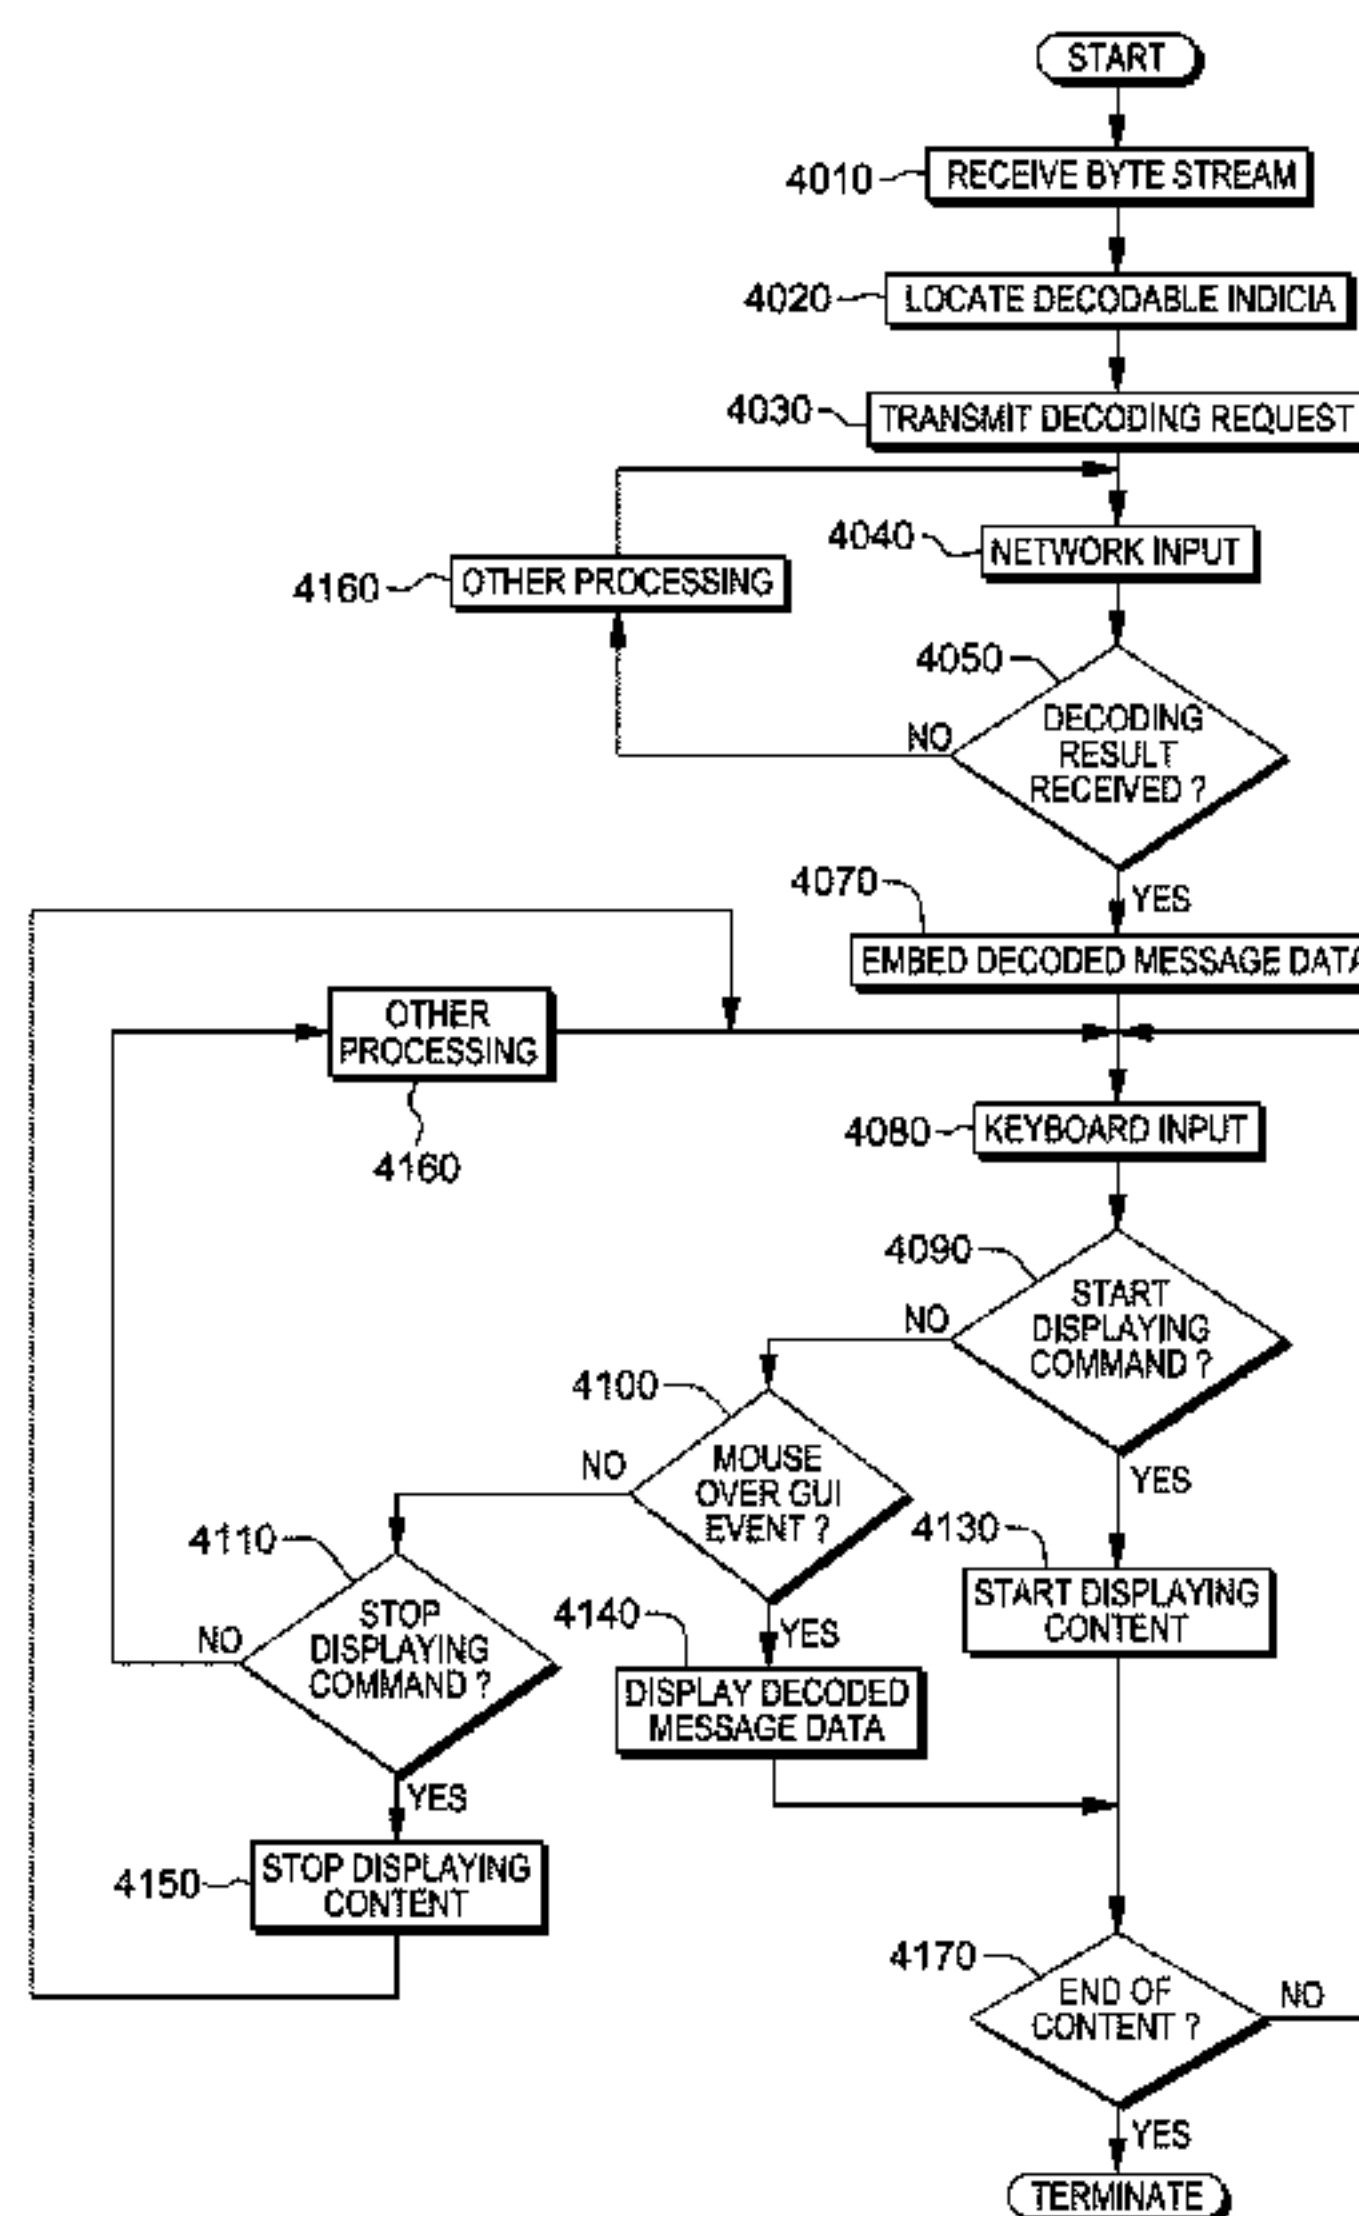 START
4010
RECEIVE BYTE STREAM
4020
LOCATE DECODABLE INDICIA
4030
TRANSMIT DECODING REQUEST
4040
NETWORK INPUT
4160
OTHER PROCESSING
4050
DECODING
RESULT
RECEIVED ?
NO
YES
4070
EMBED DECODED MESSAGE DATA
OTHER
PROCESSING
4160
4080
KEYBOARD INPUT
4090
START
DISPLAYING
COMMAND ?
NO
YES
4100
MOUSE
OVER GUI
EVENT ?
NO
YES
4110
STOP
DISPLAYING
COMMAND ?
NO
YES
4130
START DISPLAYING
CONTENT
4140
DISPLAY DECODED
MESSAGE DATA
4150
STOP DISPLAYING
CONTENT
4170
END OF
CONTENT ?
NO
YES
TERMINATE